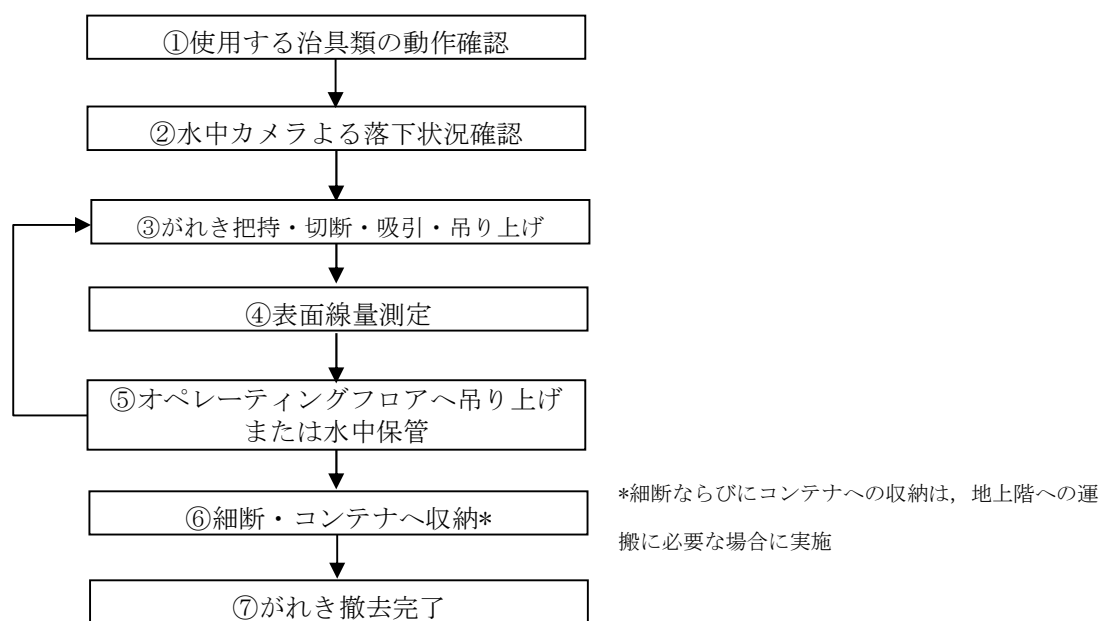 ①使用する治具類の動作確認
②水中カメラよる落下状況確認
③がれき把持・切断・吸引・吊り上げ
④表面線量測定
⑤オペレーティングフロアへ吊り上げ
または水中保管
⑥細断・コンテナへ収納*
*細断ならびにコンテナへの収納は，地上階への運
搬に必要な場合に実施
⑦がれき撤去完了